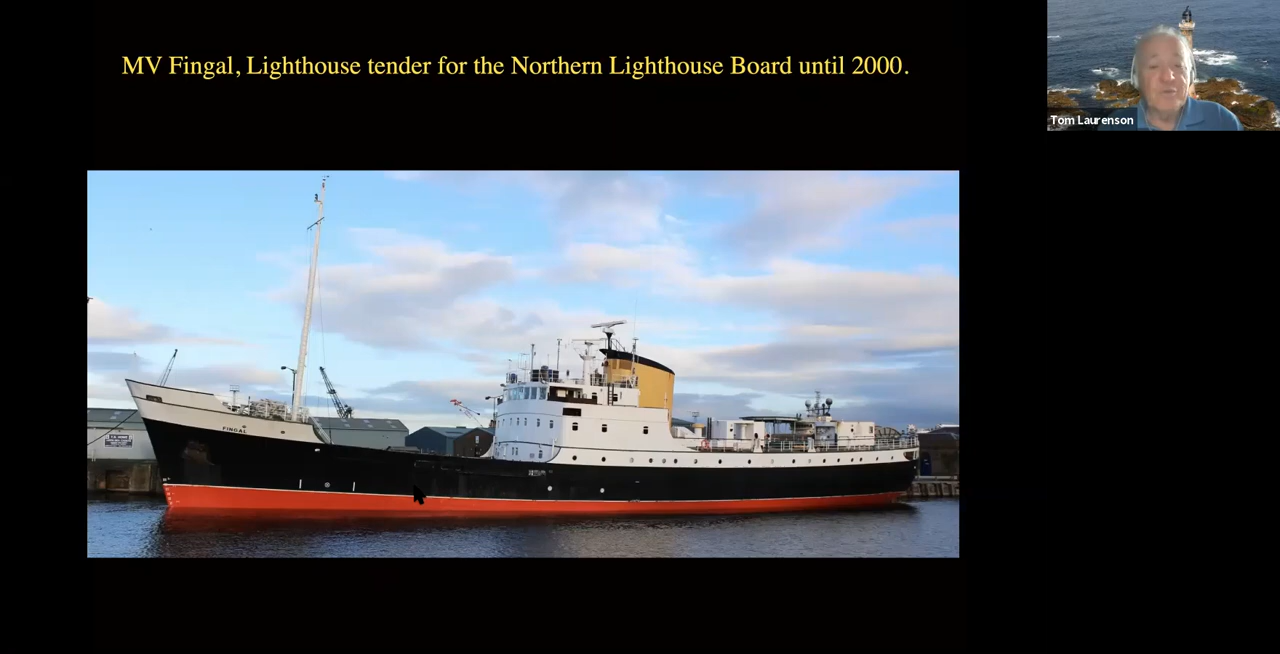 MV Fingal, Lighthouse tender for the Northern Lighthouse Board until 2000.
Tom Laurenson
FINGAL